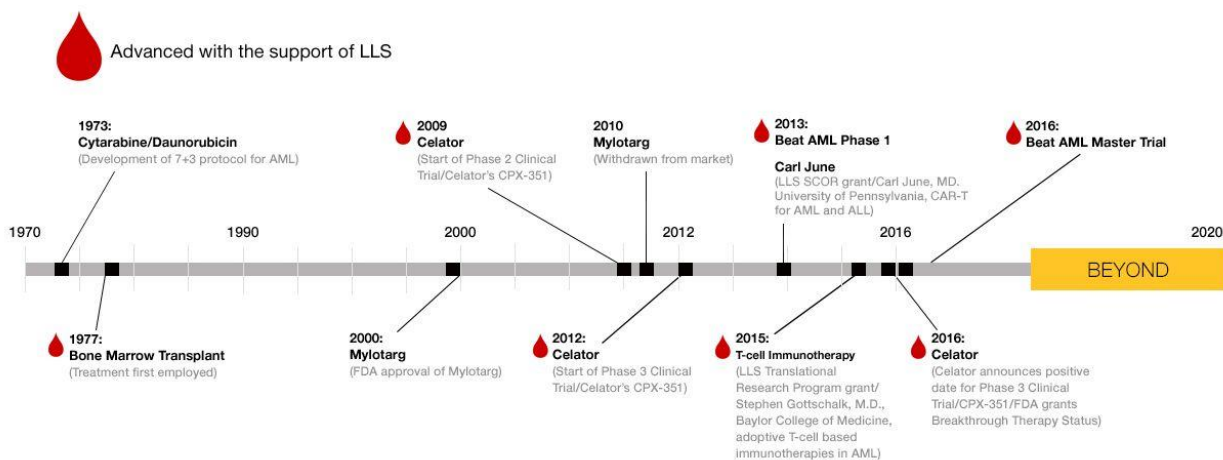 Advanced with the support of LLS
1973:
Cytarabine/Daunorubicin
(Development of 7+3 protocol for AML)
2009
Celator
(Start of Phase 2 Clinical
Trial/Celator's CPX-351)
2010
Mylotarg
(Withdrawn from market)
2013:
Beat AML Phase 1
Carl June
(LLS SCOR grant/Carl June, MD.
University of Pennsylvania, CAR-T
for AML and ALL)
2016:
Beat AML Master Trial
1970
1990
2000
2012
2016
2020
BEYOND
1977:
Bone Marrow Transplant
(Treatment first employed)
2000:
Mylotarg
(FDA approval of Mylotarg)
2012:
Celator
(Start of Phase 3 Clinical
Trial/Celator's CPX-351)
2015:
T-cell Immunotherapy
(LLS Translational
Research Program grant/
Stephen Gottschalk, M.D.,
Baylor College of Medicine,
adoptive T-cell based
immunotherapies in AML)
2016:
Celator
(Celator announces positive
date for Phase 3 Clinical
Trial/CPX-351/FDA grants
Breakthrough Therapy Status)